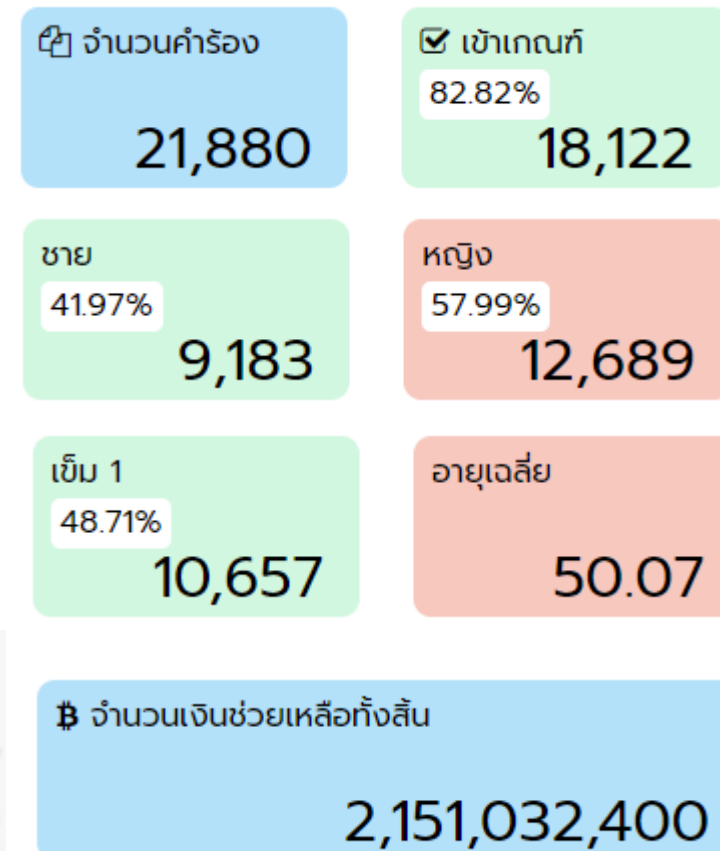 จำนวนคำร้อง
21,880
เข้าเกณฑ์
82.82%
18,122
ชาย
41.97%
9,183
หญิง
57.99%
12,689
เข็ม 1
48.71%
10,657
อายุเฉลี่ย
50.07
จำนวนเงินช่วยเหลือทั้งสิ้น
2,151,032,400